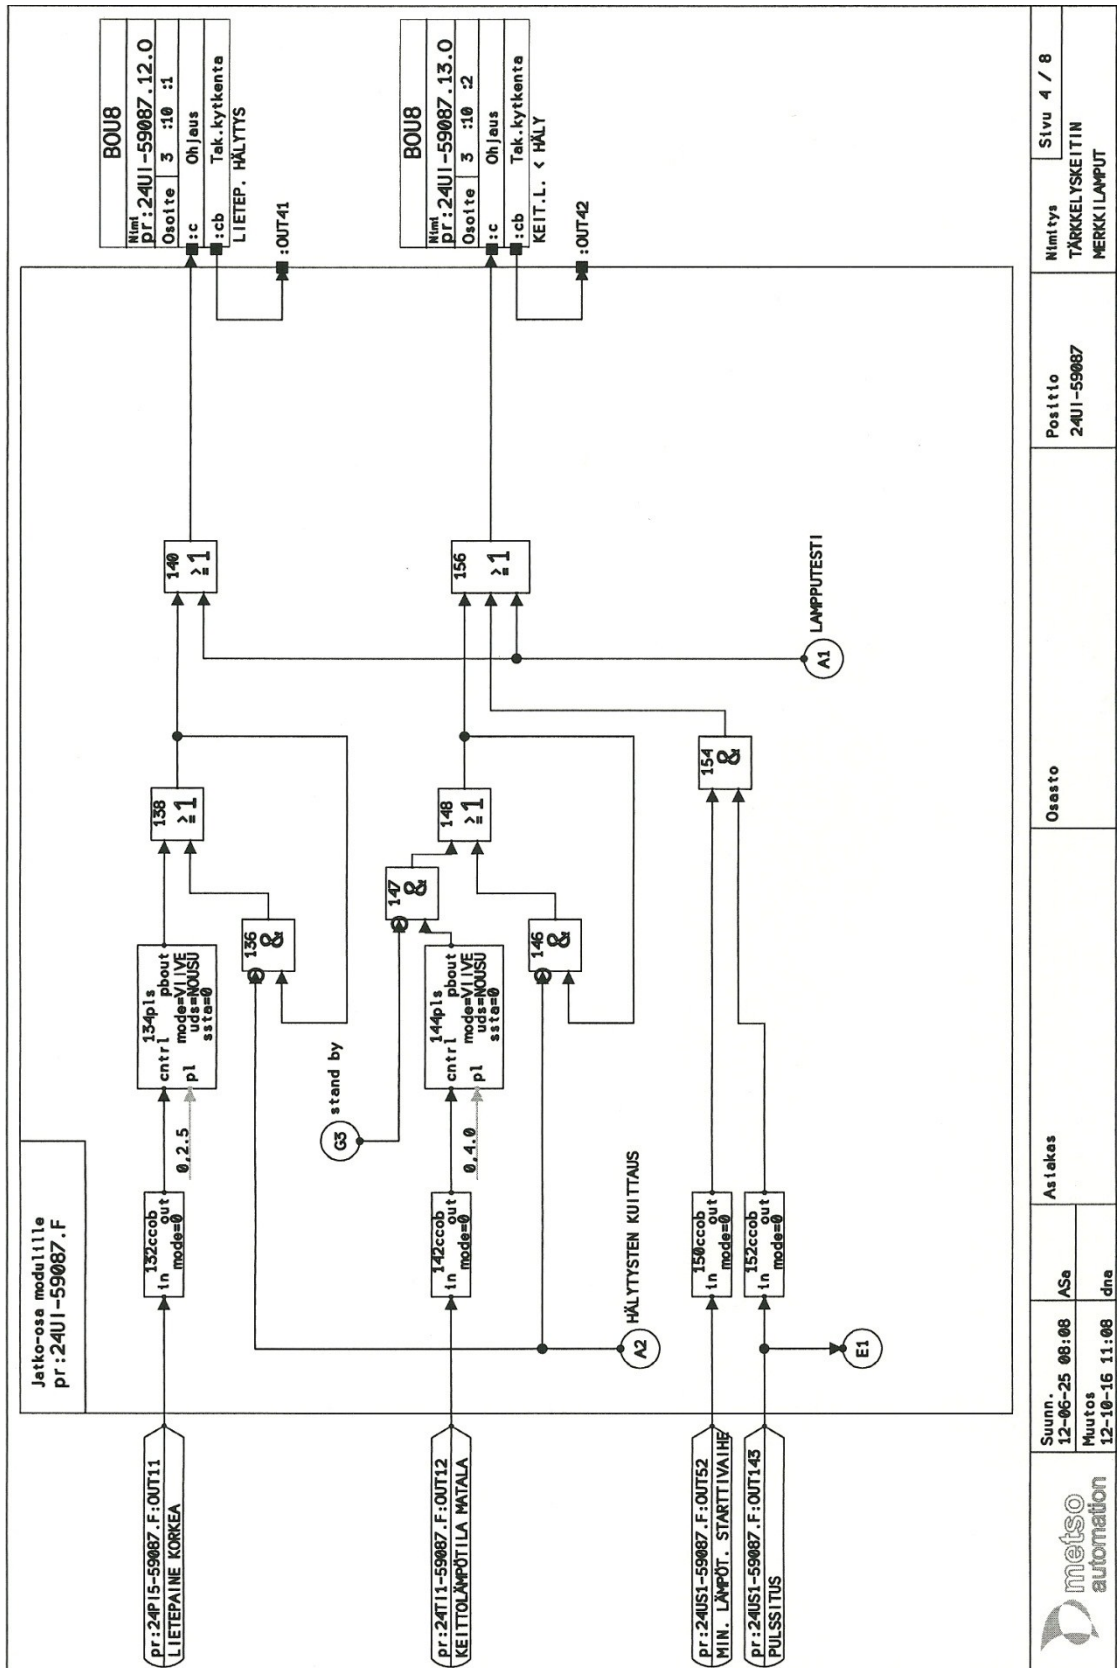 Jatko-osa modulille
pr:24UI-59087.F
pr:24PI5-59087.F:OUT11
LIETEPAINE KORKEA
132ccob
in out
mode=0
0,2.5
134pls
cntrl pbout
mode=VIIVE
pl uds=NOUSU
ssta=0
136
&
138
>=1
140
>=1
BOU8
Nimi
pr:24UI-59087.12.O
Osoite 3 :10 :1
:c Ohjaus
:cb Tak.kytkenta
LIETEP. HÄLYTYS
:OUT41
G3
stand by
pr:24TI1-59087.F:OUT12
KEITTOLÄMPÖTILA MATALA
142ccob
in out
mode=0
0,4.0
144pls
cntrl pbout
mode=VIIVE
pl uds=NOUSU
ssta=0
147
&
146
&
148
>=1
156
>=1
BOU8
Nimi
pr:24UI-59087.13.O
Osoite 3 :10 :2
:c Ohjaus
:cb Tak.kytkenta
KEIT.L. < HÄLY
:OUT42
A2
HÄLYTYSTEN KUITTAUS
pr:24US1-59087.F:OUT52
MIN. LÄMPÖT. STARTTIVAIHE
150ccob
in out
mode=0
154
&
pr:24US1-59087.F:OUT143
PULSSITUS
152ccob
in out
mode=0
E1
A1
LAMPPUTESTI
metso
automation
Suunn.
12-06-25 08:08 ASa
Muutos
12-10-16 11:08 dna
Asiakas
Osasto
Positio
24UI-59087
Nimitys
TÄRKKELYSKEITIN
MERKKILAMPUT
Sivu 4 / 8